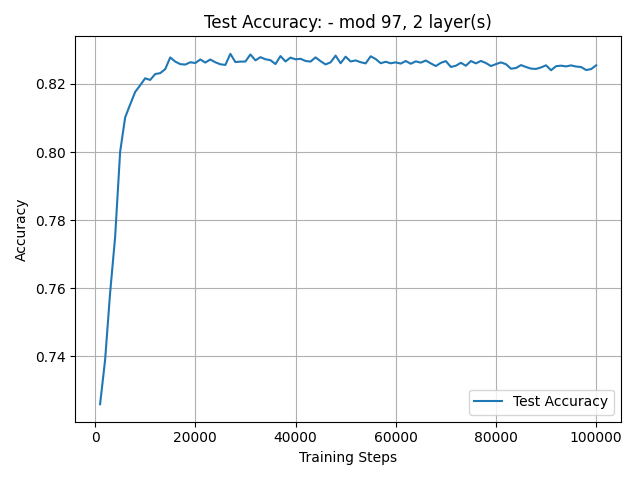 Test Accuracy: - mod 97, 2 layer(s)
Accuracy
0.82
0.80
0.78
0.76
0.74
Test Accuracy
0 20000 40000 60000 80000 100000
Training Steps